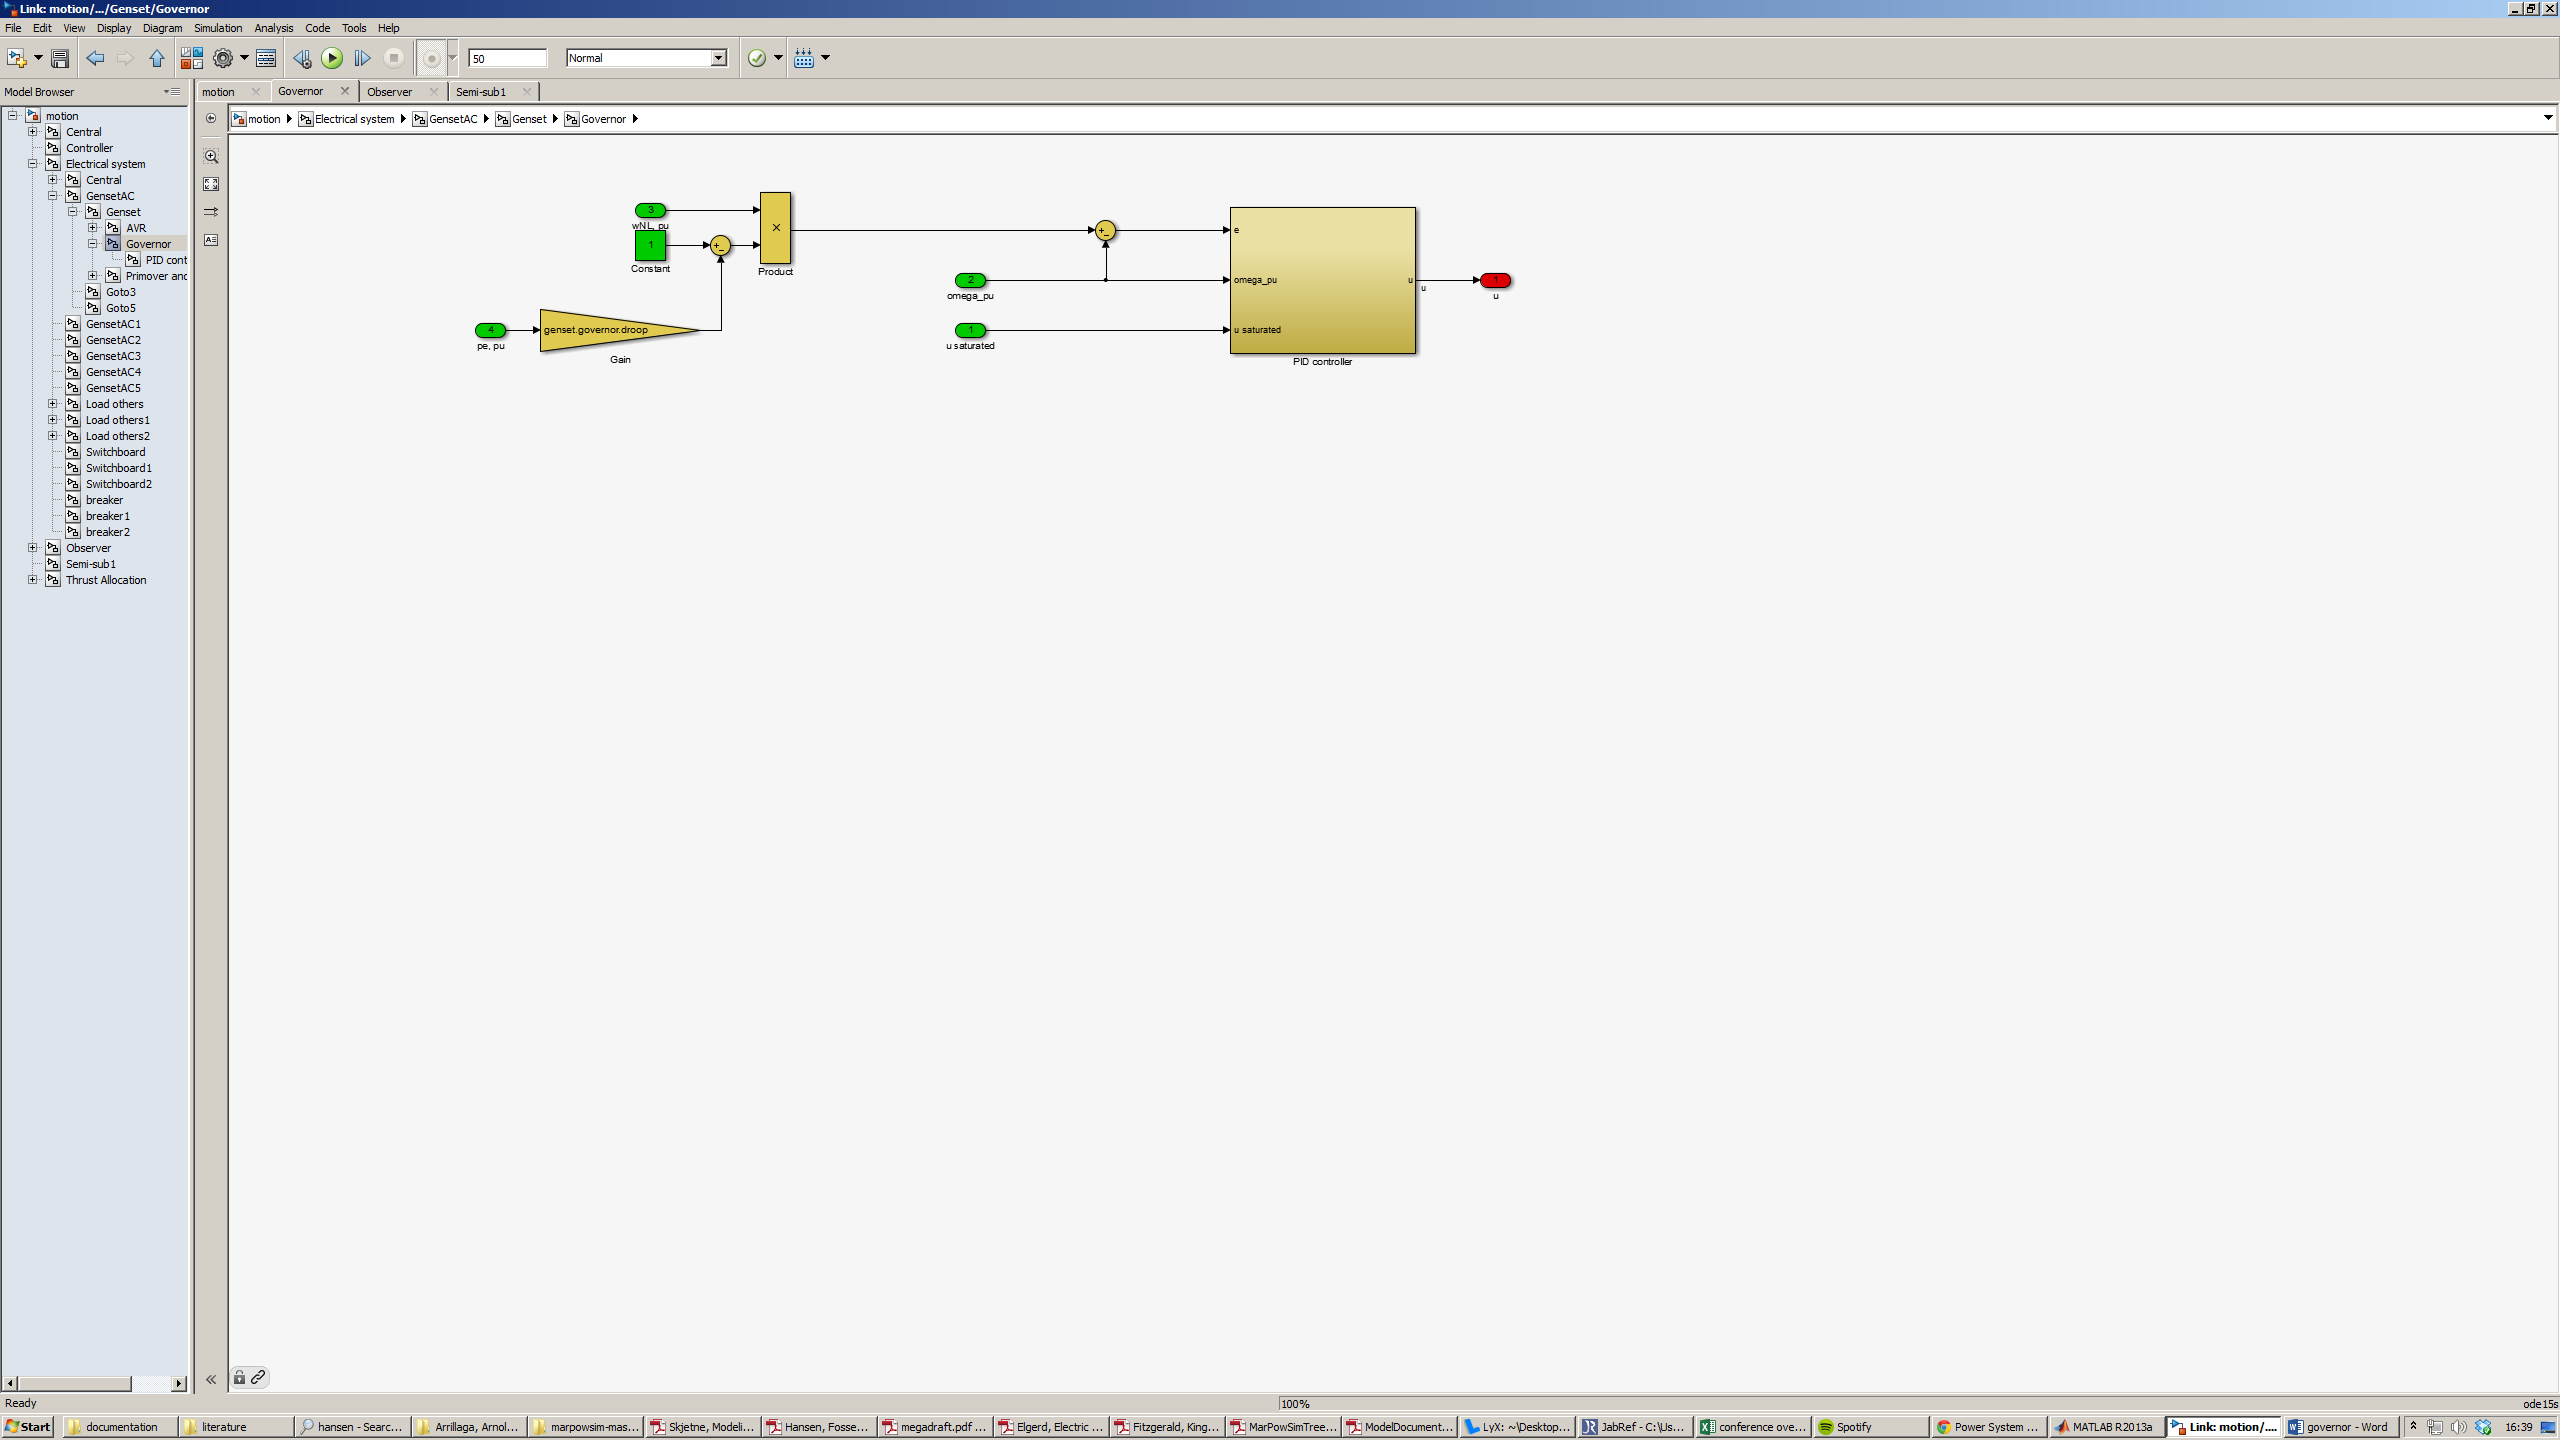 Link: motion/.../Genset/Governor
File Edit View Display Diagram Simulation Analysis Code Tools Help
50 Normal
Model Browser
motion Governor Observer Semi-sub1
motion Electrical system GensetAC Genset Governor
motion
Central
Controller
Electrical system
Central
GensetAC
Genset
AVR
Governor
PID cont
Primover and
Goto3
Goto5
GensetAC1
GensetAC2
GensetAC3
GensetAC4
GensetAC5
Load others
Load others1
Load others2
Switchboard
Switchboard1
Switchboard2
breaker
breaker1
breaker2
Observer
Semi-sub1
Thrust Allocation
3
wNL, pu
1
Constant
×
Product
4
pe, pu
genset.governor.droop
Gain
2
omega_pu
1
u saturated
e
omega_pu
u saturated
u
PID controller
u
1
u
Ready
100%
ode15s
Start documentation literature hansen - Searc... Arrillaga, Arnol... marpowsim-mas... Skjetne, Modeli... Hansen, Fosse... megadraft.pdf ... Elgerd, Electric ... Fitzgerald, King... MarPowSimTree... ModelDocument... LyX: ~\Desktop... JabRef - C:\Us... conference ove... Spotify Power System ... MATLAB R2013a Link: motion/.... governor - Word 16:39